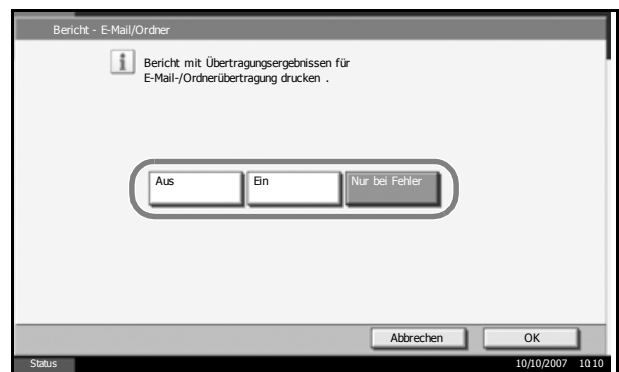 Bericht - E-Mail/Ordner
Bericht mit Übertragungsergebnissen für
E-Mail-/Ordnerübertragung drucken .
Aus Ein Nur bei Fehler
Abbrechen OK
Status 10/10/2007 10:10